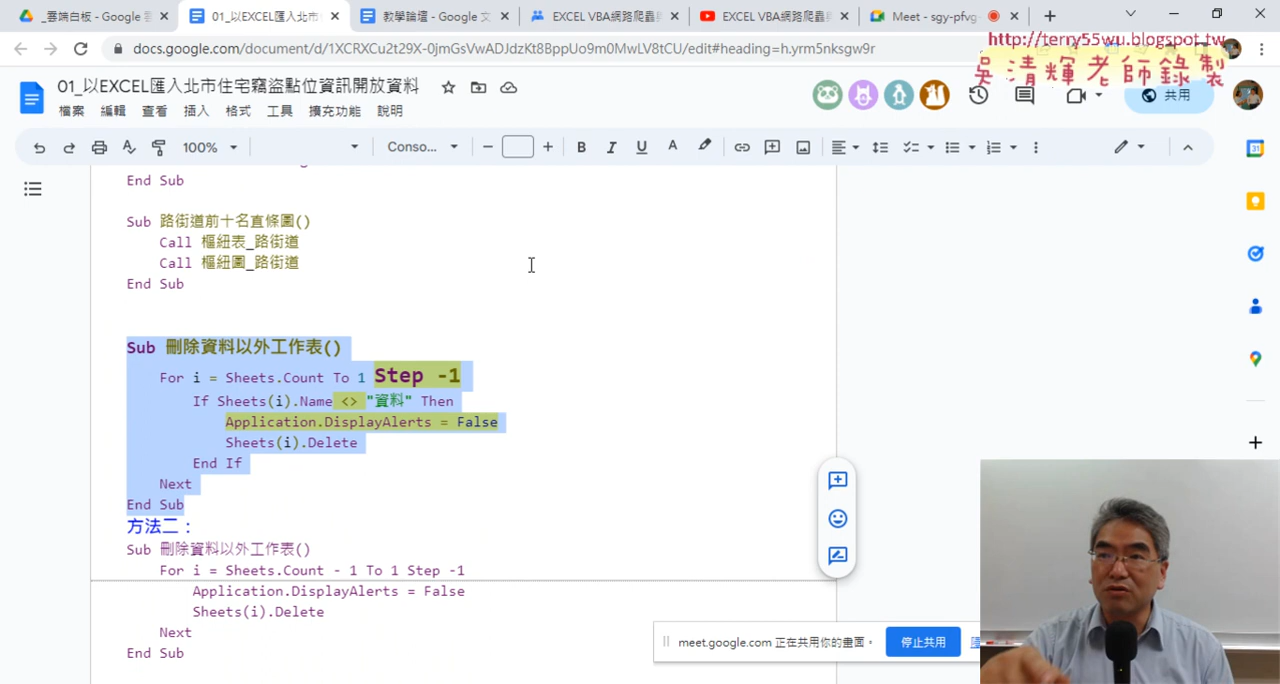 _雲端白板 - Google 雲
01_以EXCEL匯入北市住
教學論壇 - Google 文
EXCEL VBA網路爬蟲與
EXCEL VBA網路爬蟲與
Meet - sgy-pfvg
docs.google.com/document/d/1XCRXCu2t29X-0jmGsVwADJdzKt8BppUo9m0MwLV8tCU/edit#heading=h.yrm5nksgw9r
http://terry55wu.blogspot.tw
吳清輝老師錄製
01_以EXCEL匯入北市住宅竊盜點位資訊開放資料
共用
檔案 編輯 查看 插入 格式 工具 擴充功能 說明
100%
Conso...
B I U A
End Sub
Sub 路街道前十名直條圖()
Call 樞紐表_路街道
Call 樞紐圖_路街道
End Sub
Sub 刪除資料以外工作表()
For i = Sheets.Count To 1 Step -1
If Sheets(i).Name <> "資料" Then
Application.DisplayAlerts = False
Sheets(i).Delete
End If
Next
End Sub
方法二：
Sub 刪除資料以外工作表()
For i = Sheets.Count - 1 To 1 Step -1
Application.DisplayAlerts = False
Sheets(i).Delete
Next
End Sub
meet.google.com 正在共用你的畫面。
停止共用